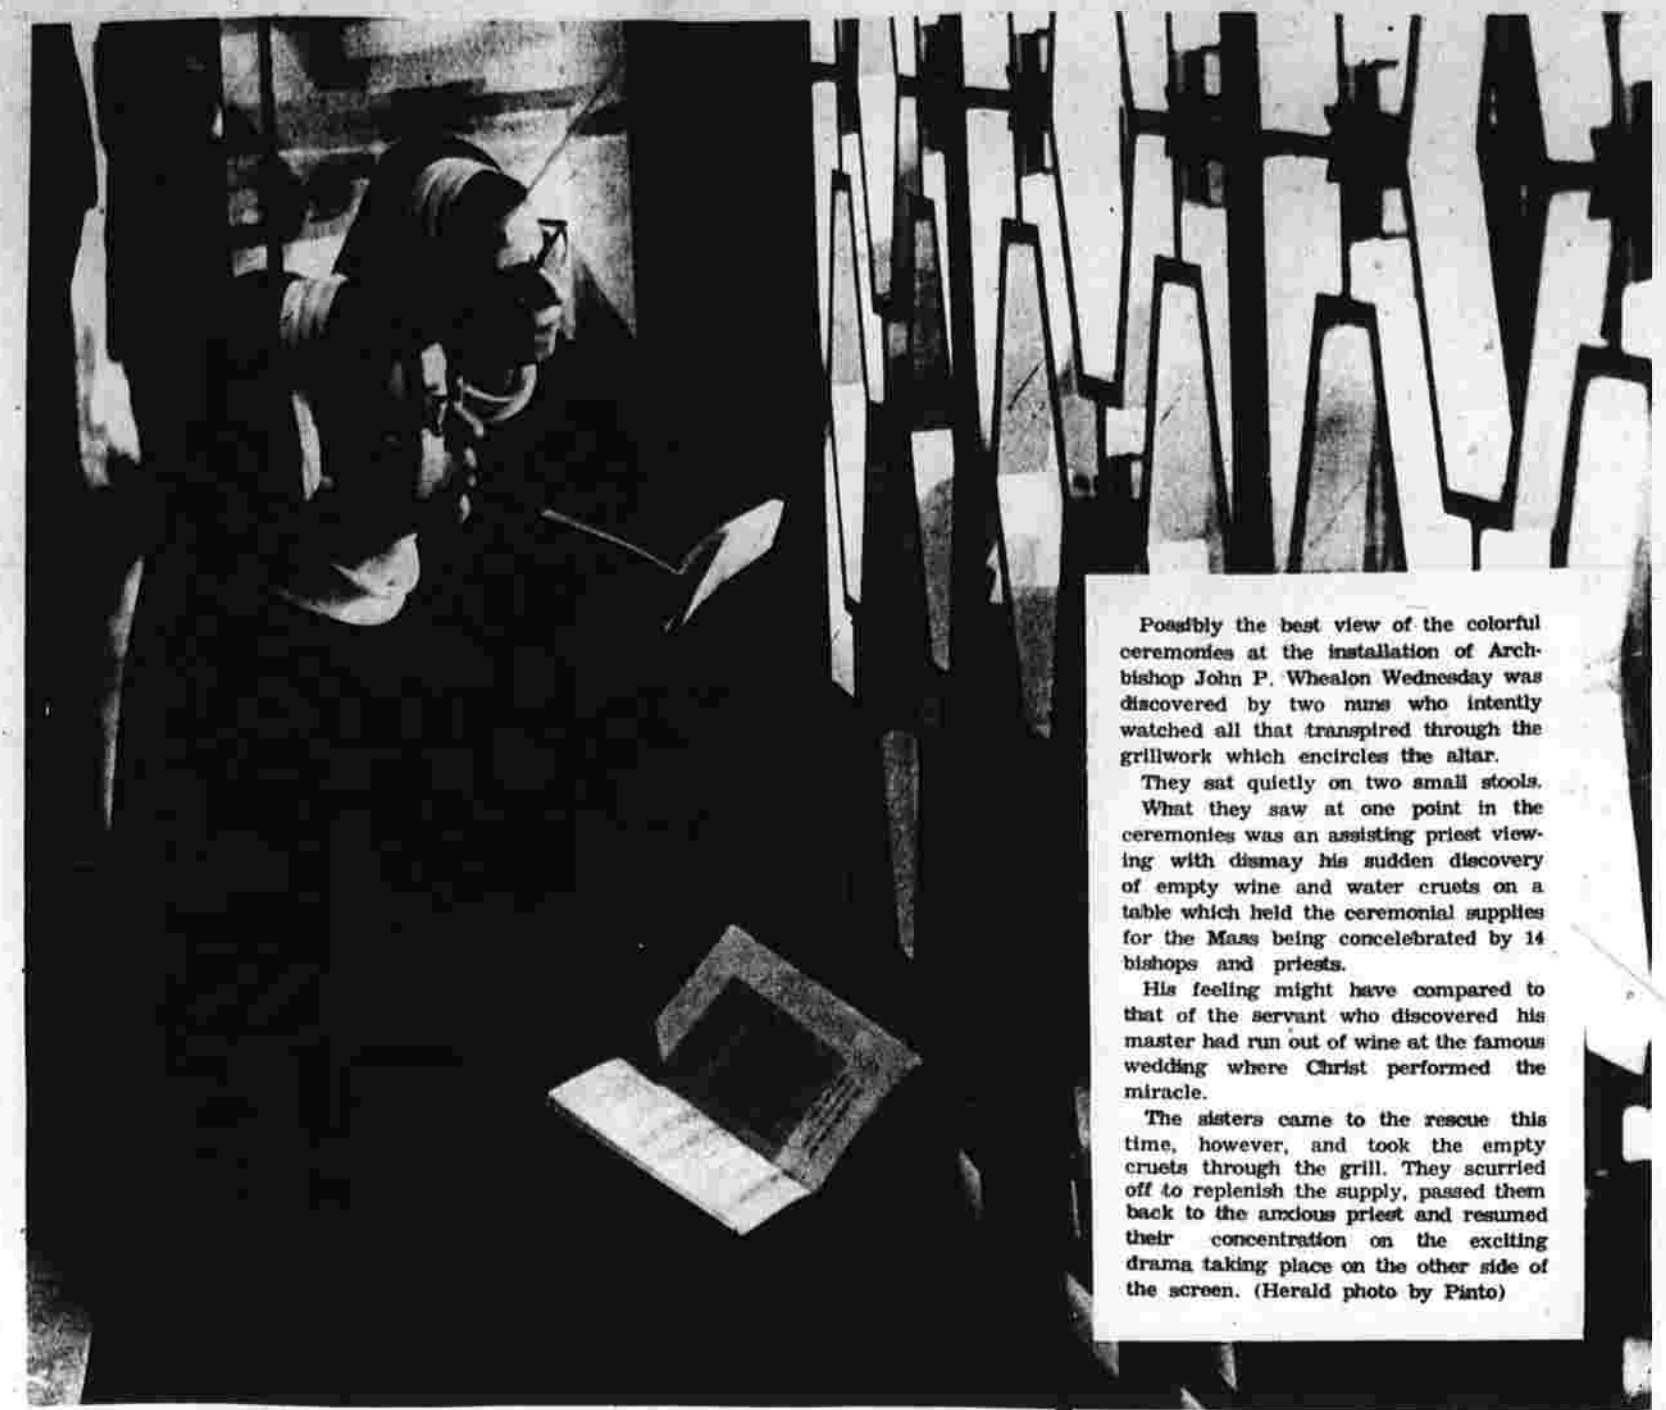 Possibly the best view of the colorful
ceremonies at the installation of Arch-
bishop John P. Whealon Wednesday was
discovered by two nuns who intently
watched all that transpired through the
grillwork which encircles the altar.
They sat quietly on two small stools.
What they saw at one point in the
ceremonies was an assisting priest view-
ing with dismay his sudden discovery
of empty wine and water cruets on a
table which held the ceremonial supplies
for the Mass being concelebrated by 14
bishops and priests.
His feeling might have compared to
that of the servant who discovered his
master had run out of wine at the famous
wedding where Christ performed the
miracle.
The sisters came to the rescue this
time, however, and took the empty
cruets through the grill. They scurried
off to replenish the supply, passed them
back to the anxious priest and resumed
their concentration on the exciting
drama taking place on the other side of
the screen. (Herald photo by Pinto)